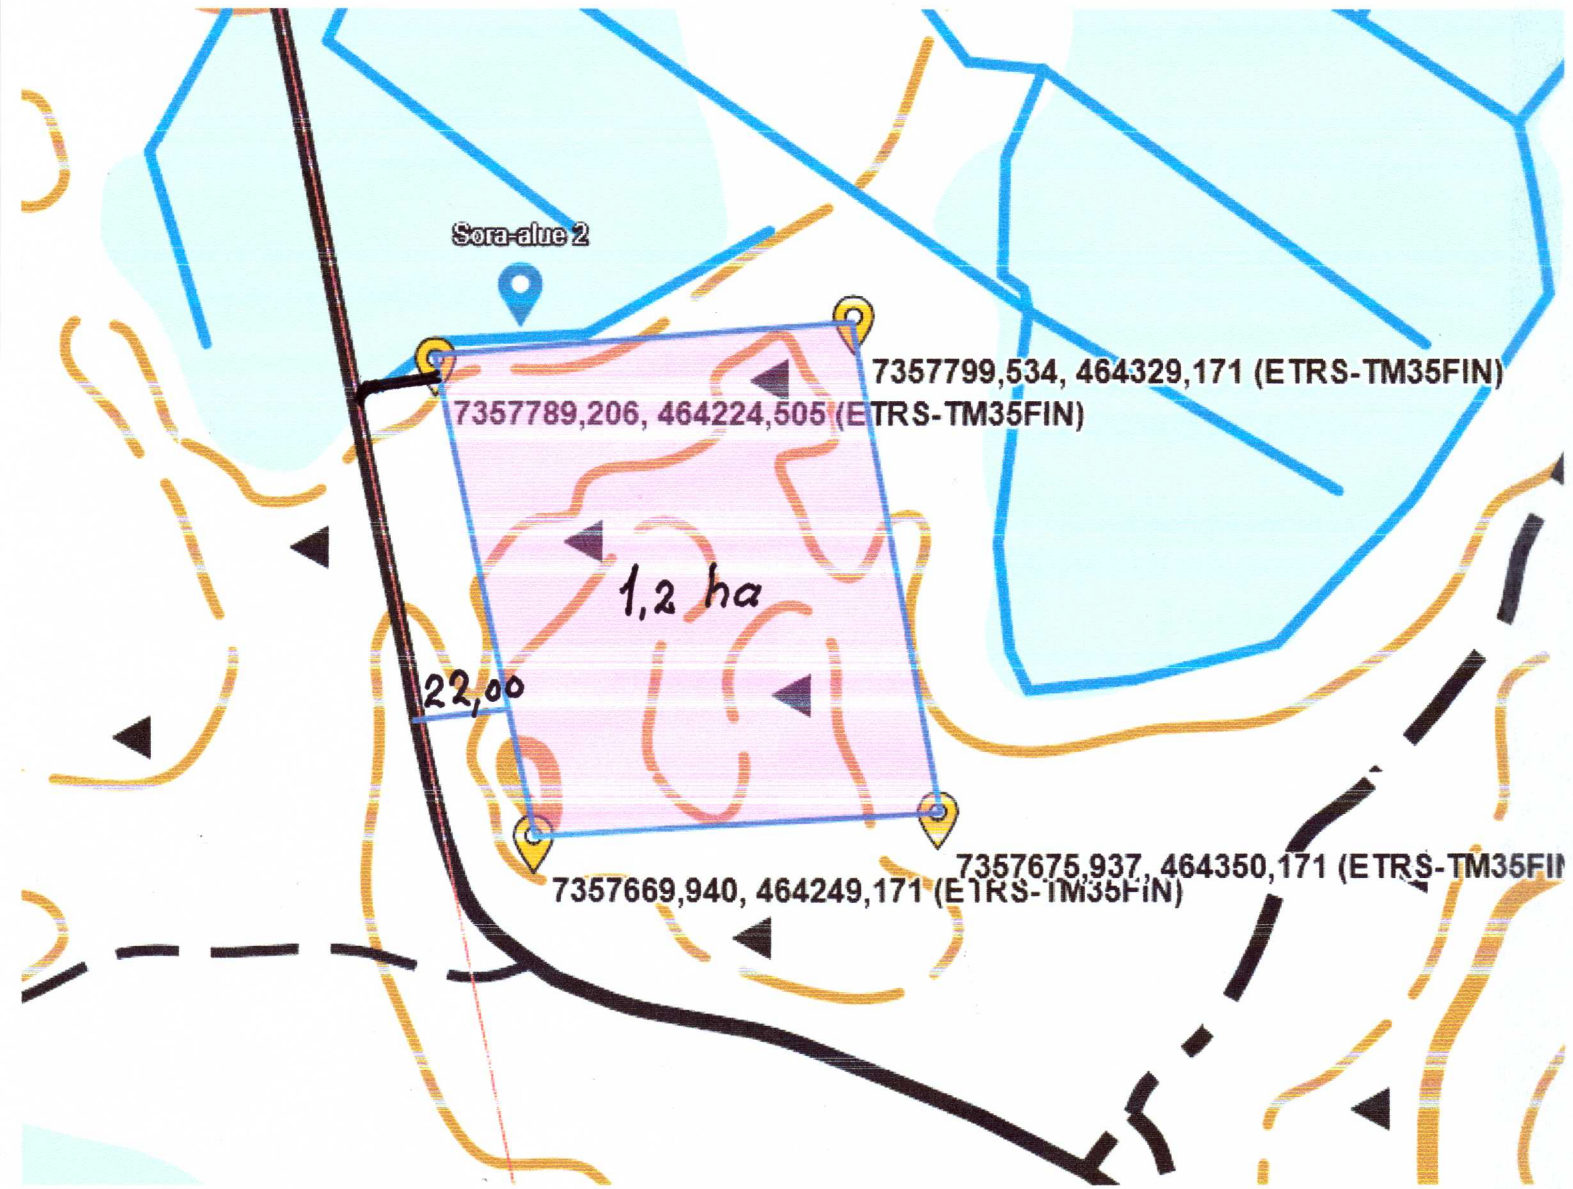 Sora-alue 2
7357799,534, 464329,171 (ETRS-TM35FIN)
7357789,206, 464224,505 (ETRS-TM35FIN)
1,2 ha
22,00
7357675,937, 464350,171 (ETRS-TM35FIN
7357669,940, 464249,171 (ETRS-TM35FIN)